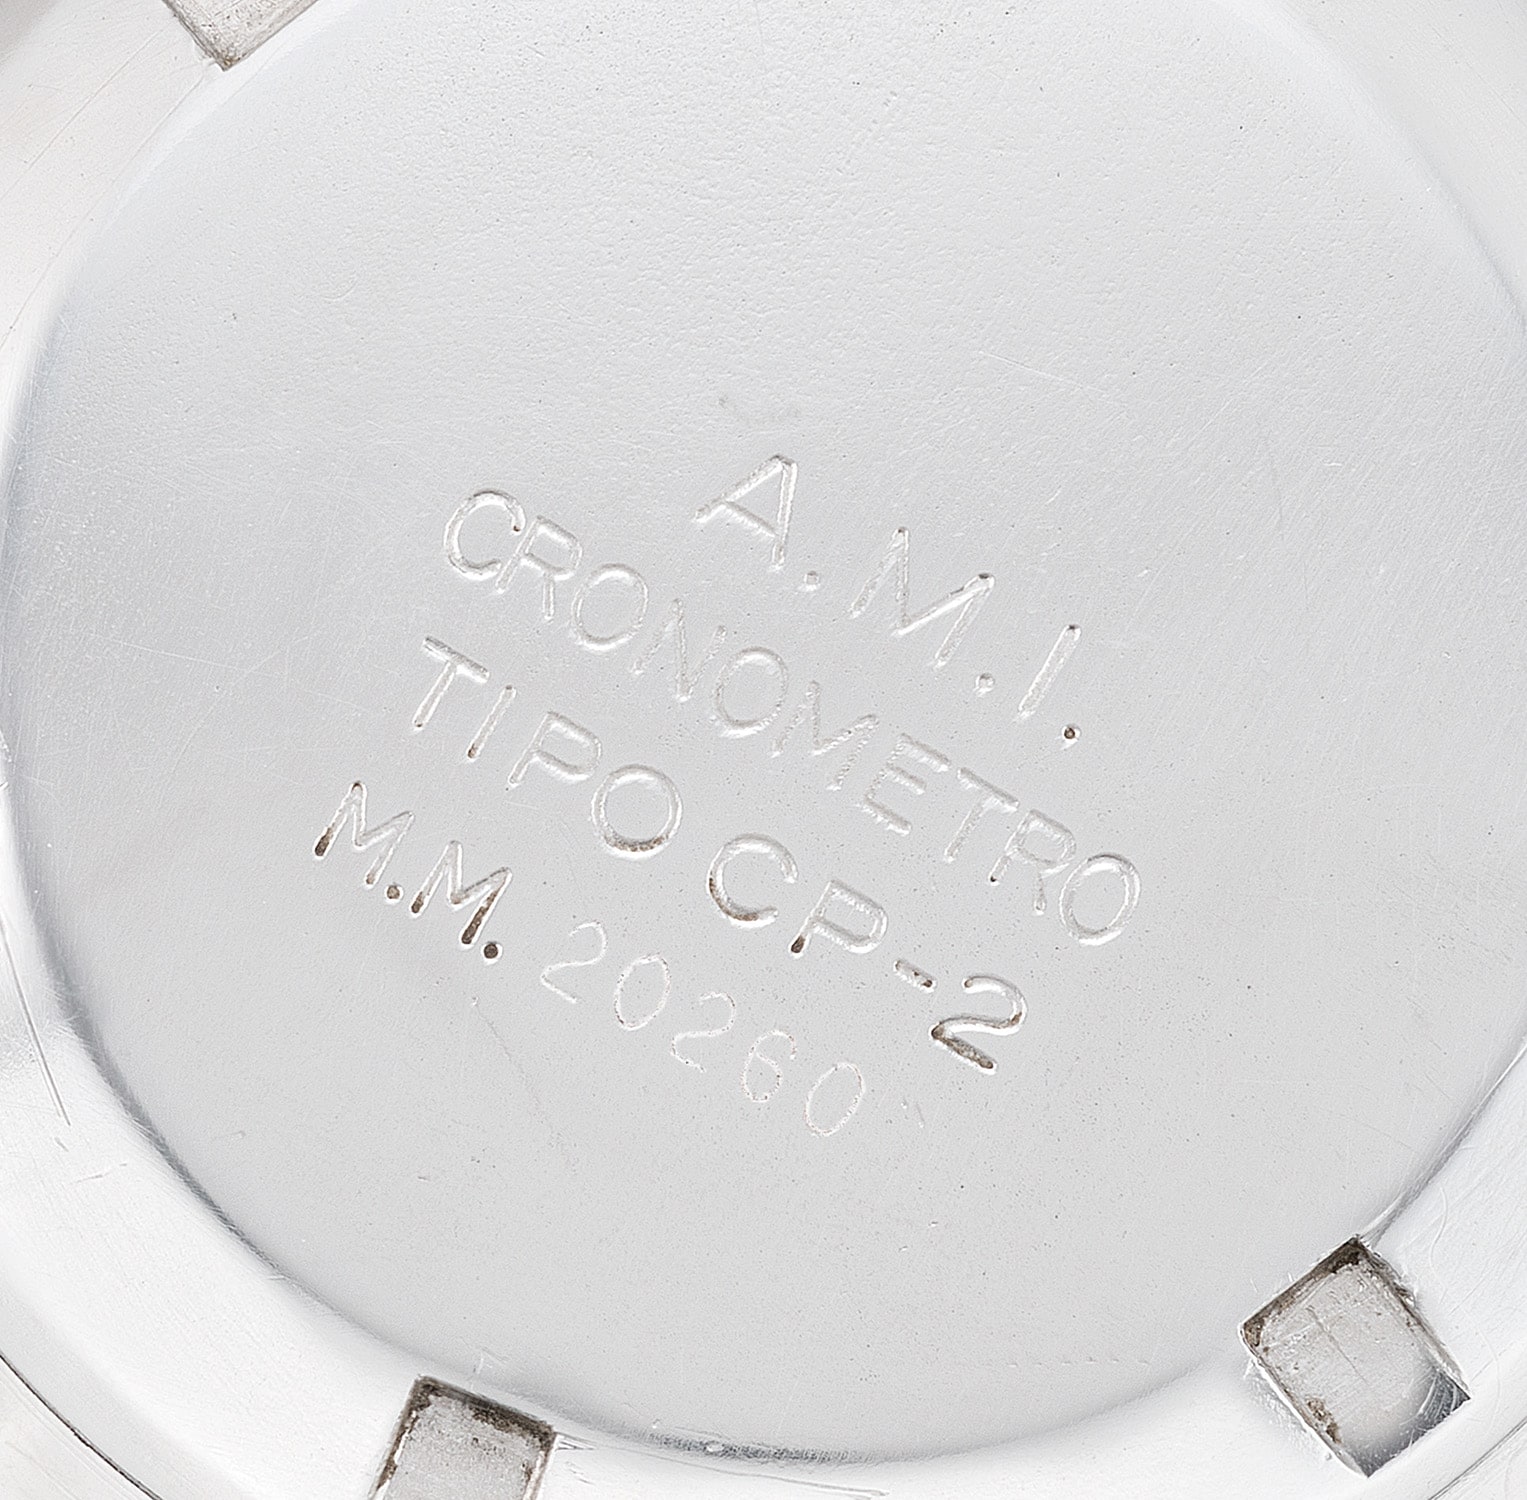 A.M.I.
CRONOMETRO
TIPO CP-2
M.M. 20260